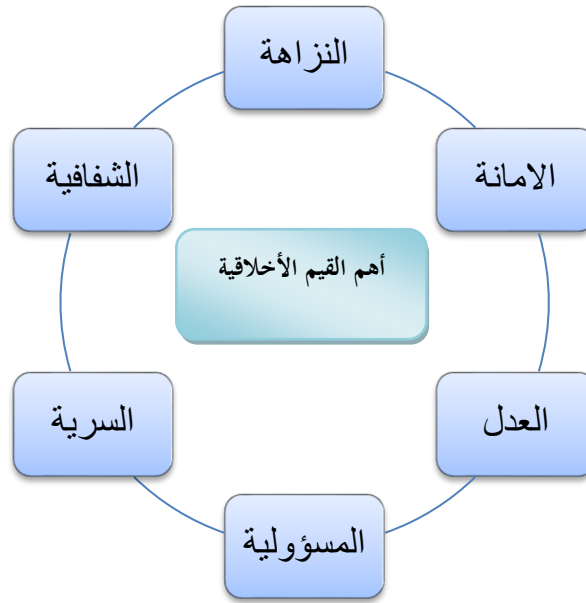 النزاهة
الامانة
الشفافية
أهم القيم الأخلاقية
العدل
السرية
المسؤولية